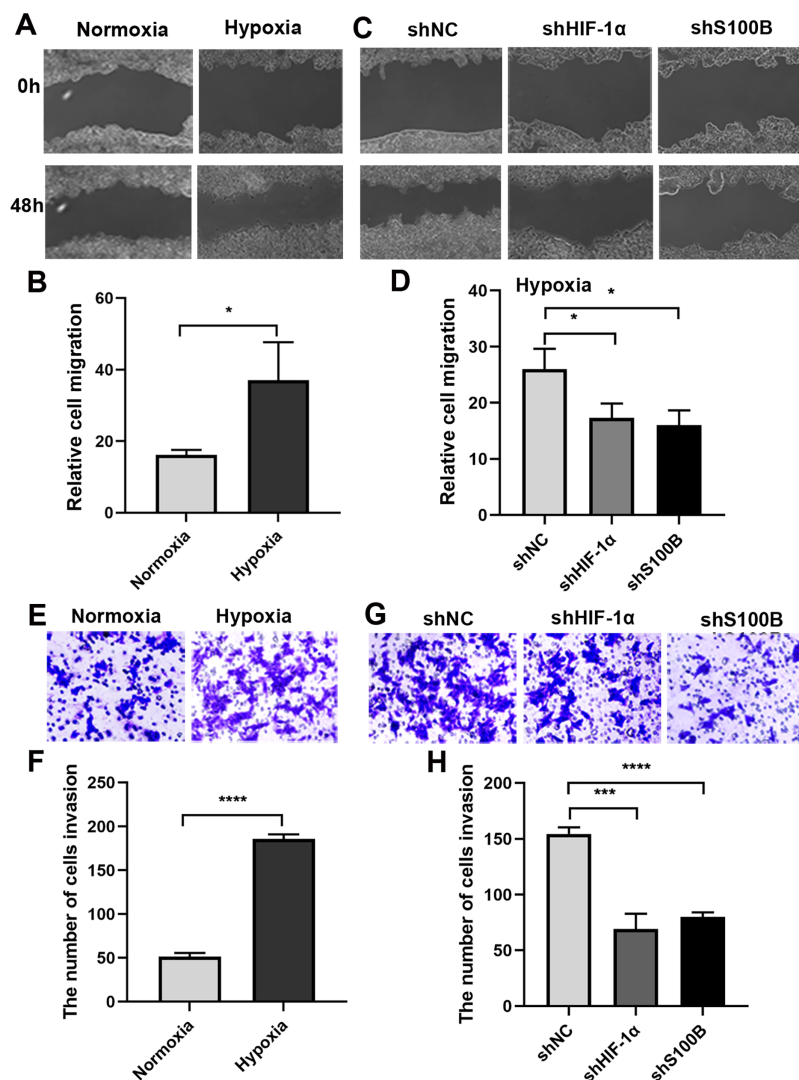 A
Normoxia
Hypoxia
C
shNC
shHIF-1α
shS100B
0h
48h
B
Relative cell migration
60
40
20
0
*
Normoxia
Hypoxia
D
Hypoxia
Relative cell migration
40
30
20
10
0
*
*
shNC
shHIF-1α
shS100B
E
Normoxia
Hypoxia
G
shNC
shHIF-1α
shS100B
F
The number of cells invasion
250
200
150
100
50
0
****
Normoxia
Hypoxia
H
The number of cells invasion
200
150
100
50
0
****
***
shNC
shHIF-1α
shS100B